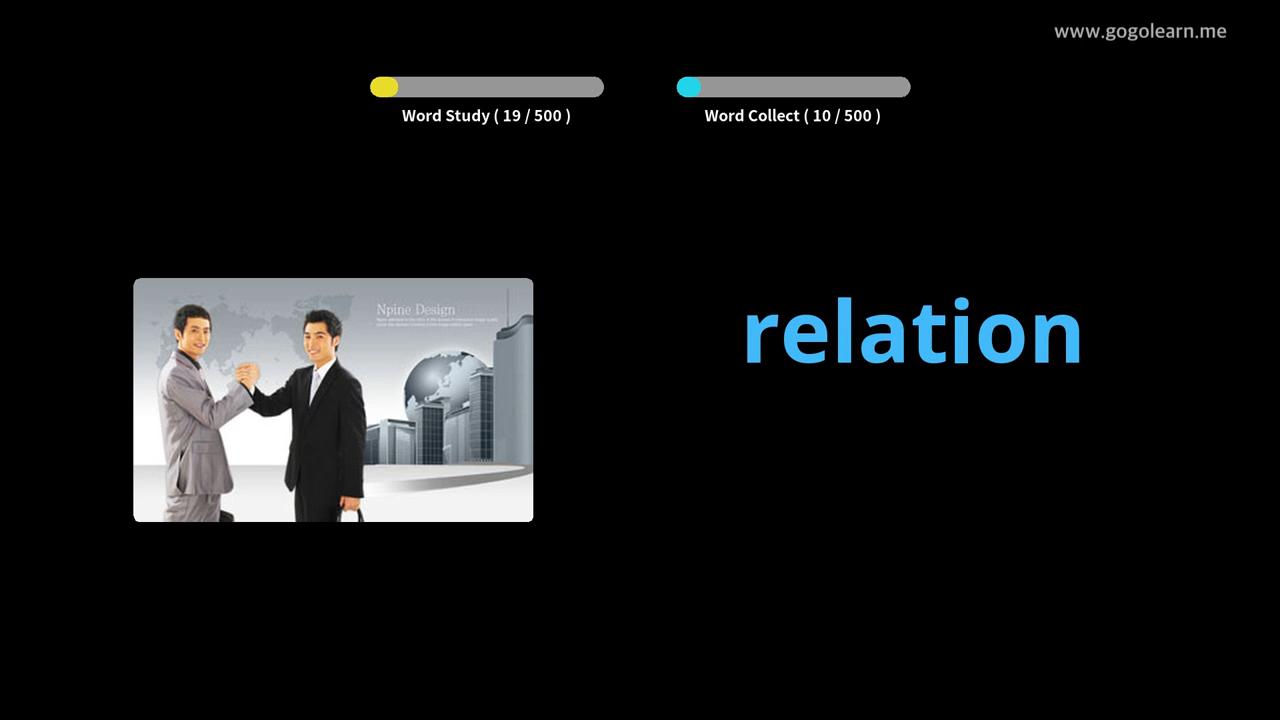 www.gogolearn.me
Word Study ( 19 / 500 )
Word Collect ( 10 / 500 )
Npine Design
relation